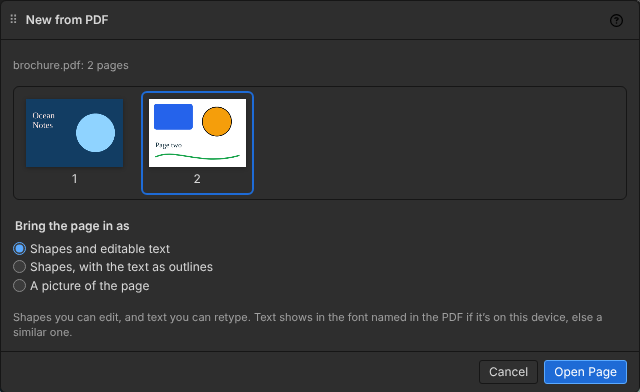 New from PDF
brochure.pdf: 2 pages
Ocean
Notes
Page two
1
2
Bring the page in as
Shapes and editable text
Shapes, with the text as outlines
A picture of the page
Shapes you can edit, and text you can retype. Text shows in the font named in the PDF if it's on this device, else a
similar one.
Cancel
Open Page